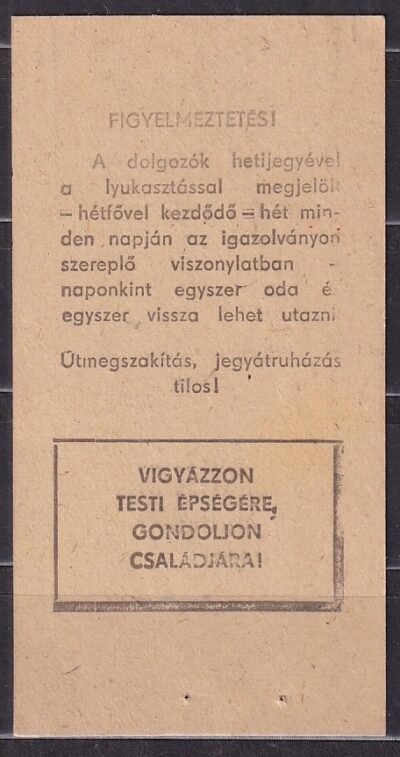 FIGYELMEZTETÉS!
A dolgozók hetijegyével
a lyukasztással megjelölt
= hétfővel kezdődő = hét min-
den napján az igazolványon
szereplő viszonylatban -
naponkint egyszer oda é
egyszer vissza lehet utazni
Útmegszakítás, jegyátruházás
tilos!
VIGYÁZZON
TESTI ÉPSÉGÉRE,
GONDOLJON
CSALÁDJÁRA!